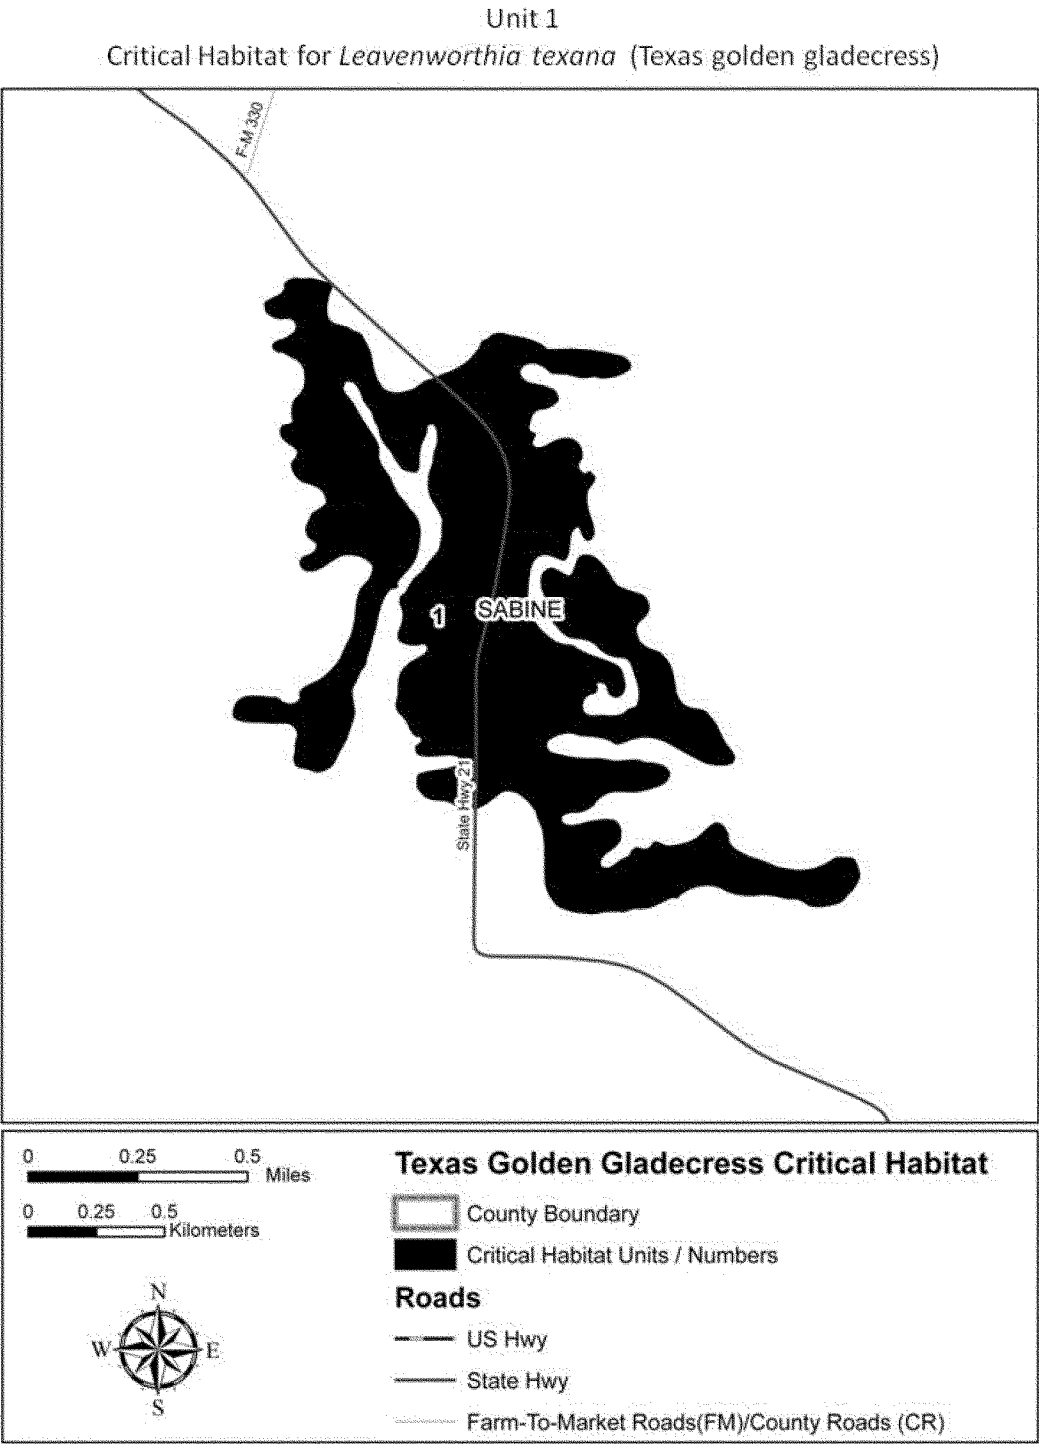 Unit 1
Critical Habitat for Leavenworthia texana (Texas golden gladecress)
F-M 330
1
SABINE
State Hwy 21
0 0.25 0.5
Miles
0 0.25 0.5
Kilometers
N
W E
S
Texas Golden Gladecress Critical Habitat
County Boundary
Critical Habitat Units / Numbers
Roads
US Hwy
State Hwy
Farm-To-Market Roads(FM)/County Roads (CR)